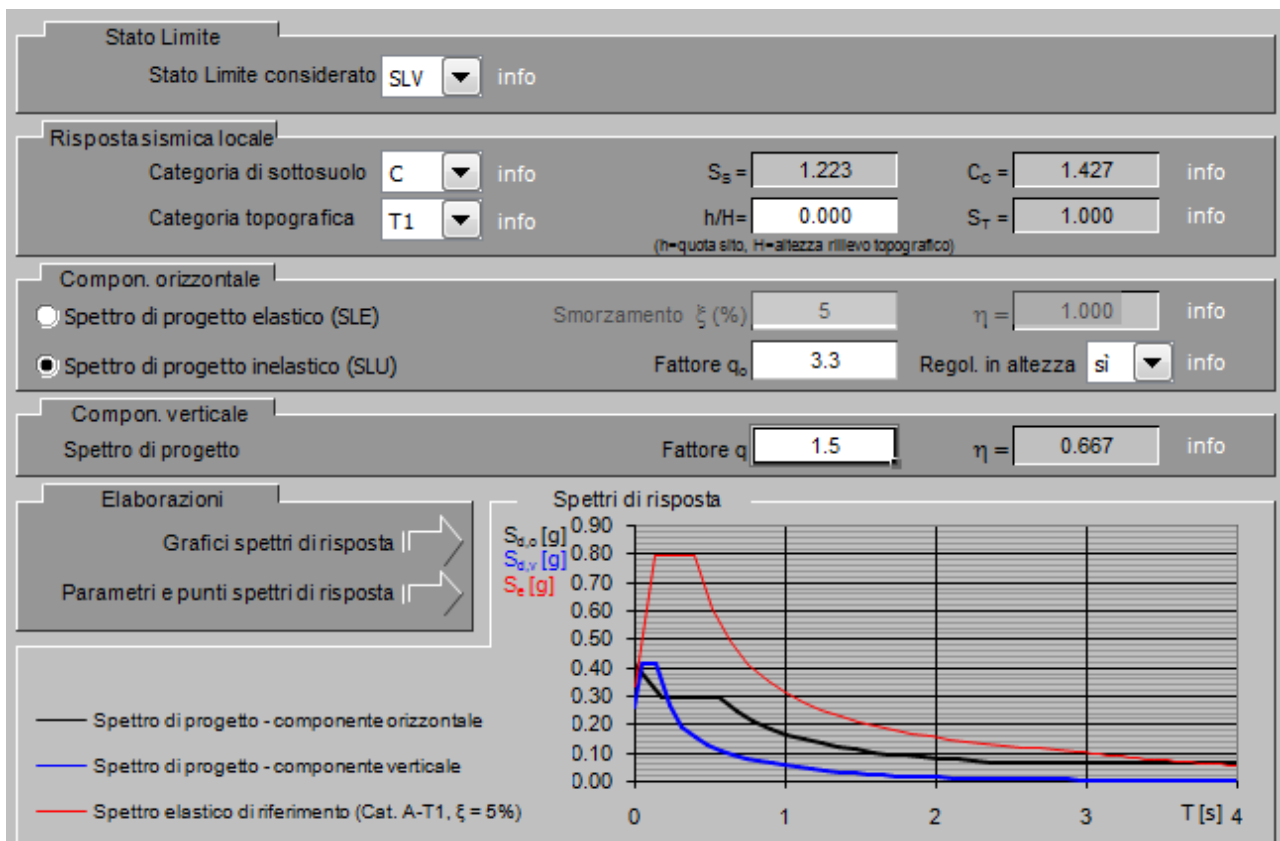 Stato Limite
Stato Limite considerato SLV info
Risposta sismica locale
Categoria di sottosuolo C info S_S = 1.223 C_C = 1.427 info
Categoria topografica T1 info h/H= 0.000 S_T = 1.000 info
(h=quota sito, H=altezza rilievo topografico)
Compon. orizzontale
Spettro di progetto elastico (SLE) Smorzamento ξ (%) 5 η = 1.000 info
Spettro di progetto inelastico (SLU) Fattore q_o 3.3 Regol. in altezza sì info
Compon. verticale
Spettro di progetto Fattore q 1.5 η = 0.667 info
Elaborazioni
Grafici spettri di risposta
Parametri e punti spettri di risposta
Spettri di risposta
S_d,o [g]
S_d,v [g]
S_e [g]
0.90
0.80
0.70
0.60
0.50
0.40
0.30
0.20
0.10
0.00
0 1 2 3 T [s] 4
Spettro di progetto - componente orizzontale
Spettro di progetto - componente verticale
Spettro elastico di riferimento (Cat. A-T1, ξ = 5%)